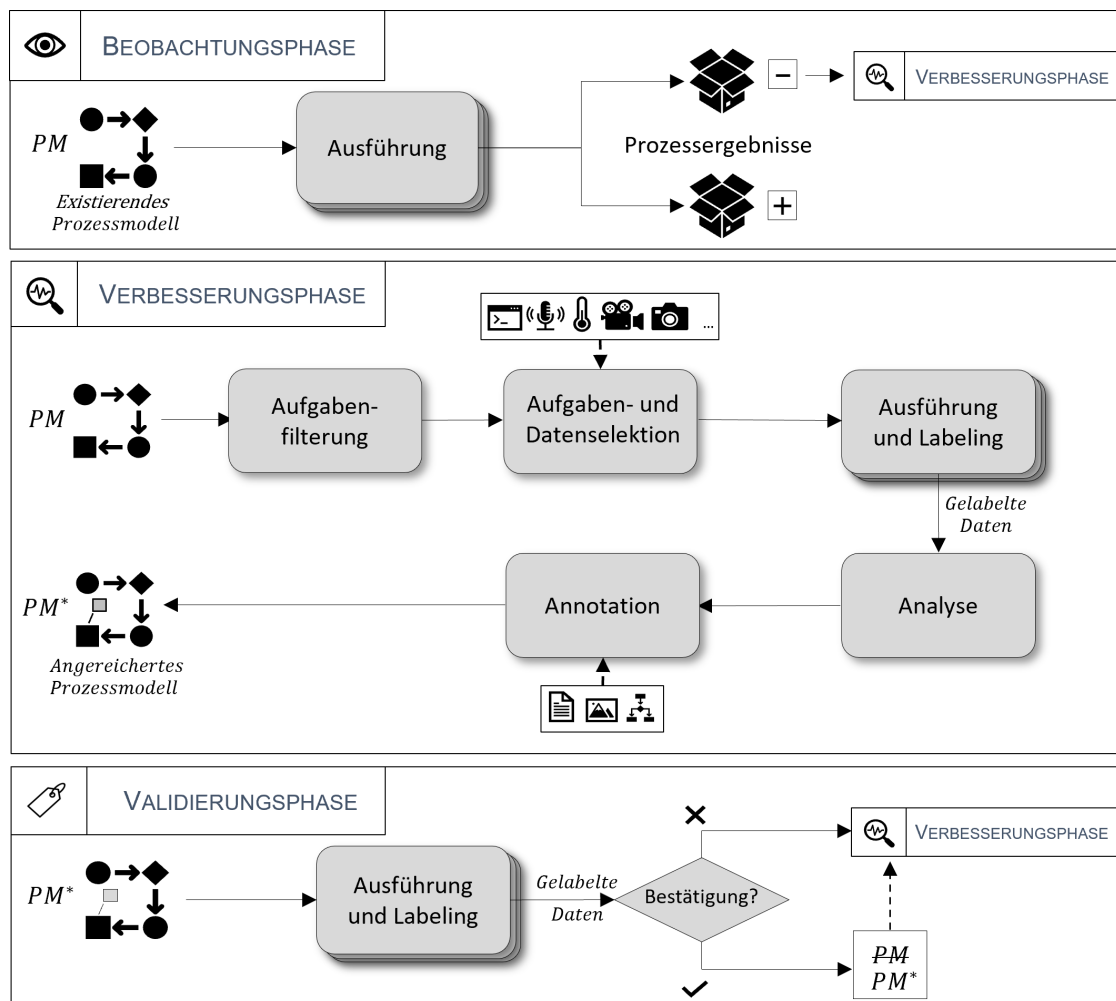 BEOBACHTUNGSPHASE
PM
Existierendes
Prozessmodell
Ausführung
Prozessergebnisse
−
+
VERBESSERUNGSPHASE
VERBESSERUNGSPHASE
>_
...
PM
Aufgaben-
filterung
Aufgaben- und
Datenselektion
Ausführung
und Labeling
Gelabelte
Daten
PM*
Angereichertes
Prozessmodell
Annotation
Analyse
VALIDIERUNGSPHASE
PM*
Ausführung
und Labeling
Gelabelte
Daten
Bestätigung?
VERBESSERUNGSPHASE
PM
PM*